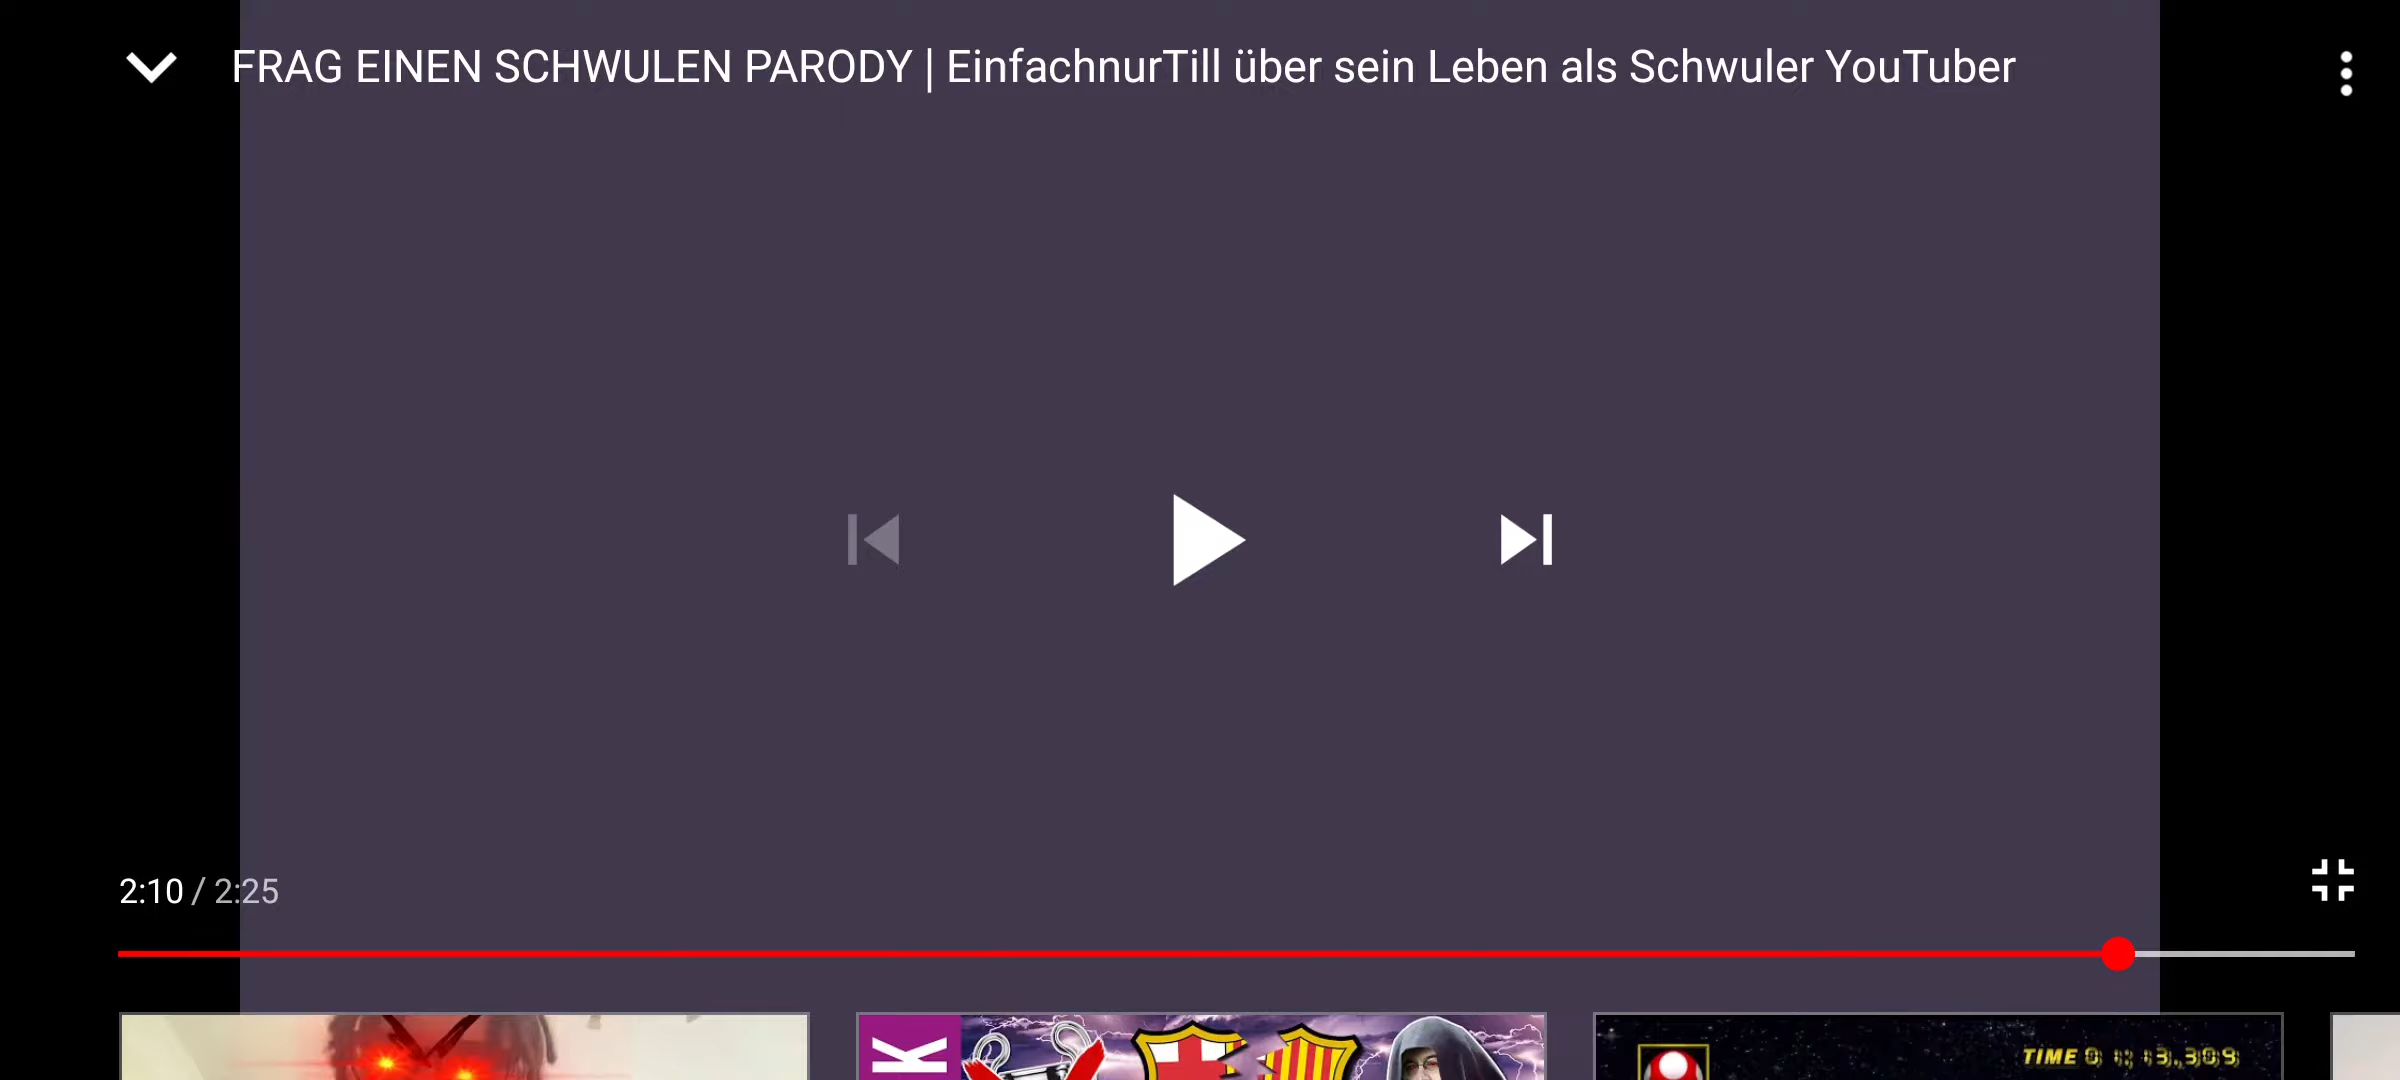 FRAG EINEN SCHWULEN PARODY | EinfachnurTill über sein Leben als Schwuler YouTuber
2:10 / 2:25
K
TIME